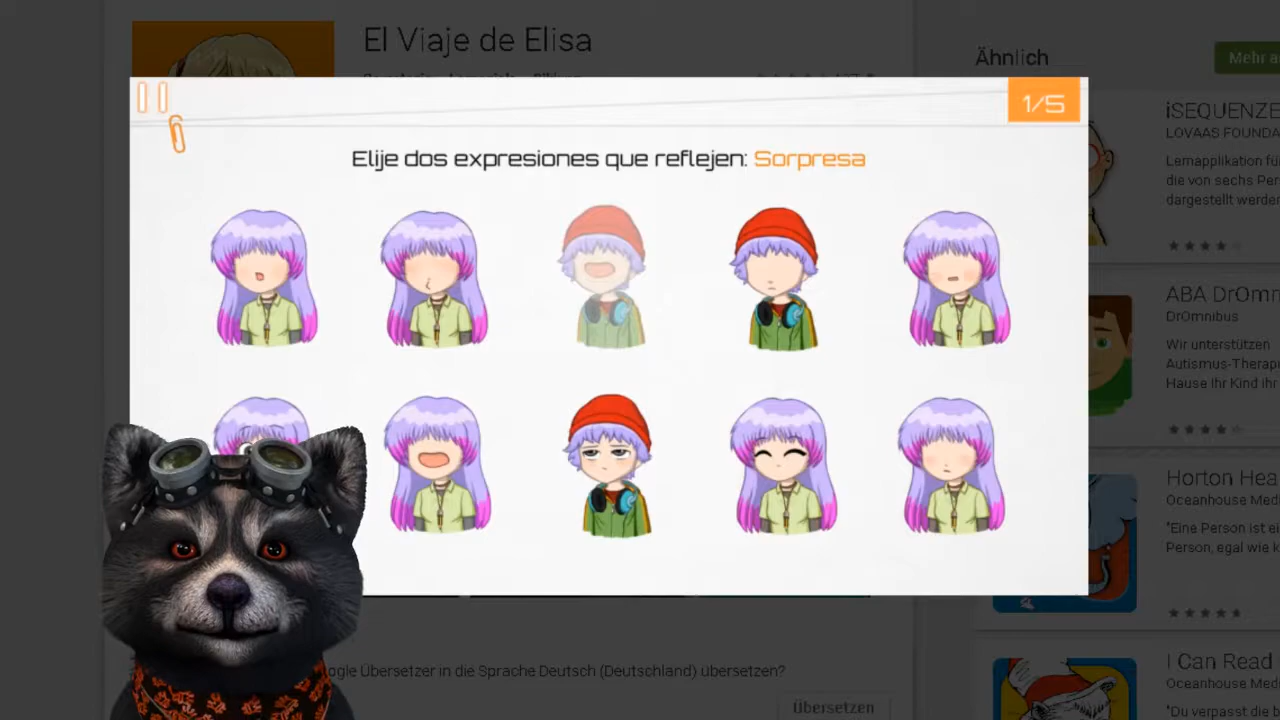 El Viaje de Elisa
Ähnlich
Mehr a
1/5
Elije dos expresiones que reflejen: Sorpresa
iSEQUENZE
LOVAAS FOUNDA
Lernapplikation fü
die von sechs Per
dargestellt werde
ABA DrOmn
DrOmnibus
Wir unterstützen
Autismus-Therap
Hause Ihr Kind ihr
Horton Hea
Oceanhouse Med
"Eine Person ist ei
Person, egal wie k
ogle Übersetzer in die Sprache Deutsch (Deutschland) übersetzen?
Übersetzen
I Can Read
Oceanhouse Med
"Du verpasst die b